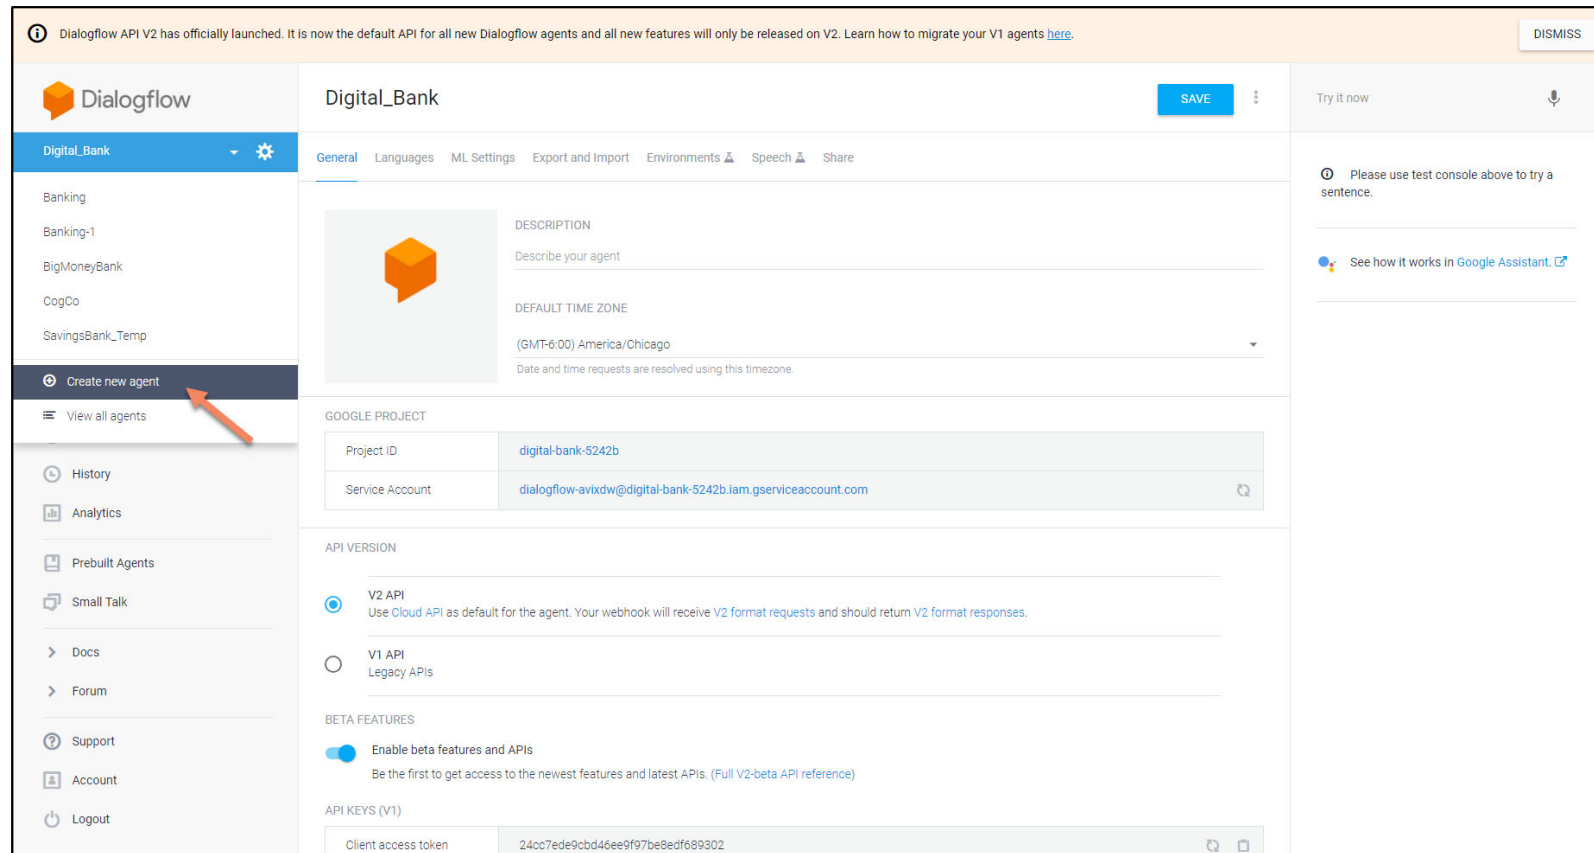 Dialogflow API V2 has officially launched. It is now the default API for all new Dialogflow agents and all new features will only be released on V2. Learn how to migrate your V1 agents here.
DISMISS
Dialogflow
Digital_Bank
SAVE
Try it now
Digital_Bank
General Languages ML Settings Export and Import Environments Speech Share
Please use test console above to try a
sentence.
Banking
Banking-1
BigMoneyBank
CogCo
SavingsBank_Temp
Create new agent
View all agents
DESCRIPTION
Describe your agent
See how it works in Google Assistant.
DEFAULT TIME ZONE
(GMT-6:00) America/Chicago
Date and time requests are resolved using this timezone.
GOOGLE PROJECT
Project ID digital-bank-5242b
Service Account dialogflow-avixdw@digital-bank-5242b.iam.gserviceaccount.com
History
Analytics
Prebuilt Agents
Small Talk
Docs
Forum
Support
Account
Logout
API VERSION
V2 API
Use Cloud API as default for the agent. Your webhook will receive V2 format requests and should return V2 format responses.
V1 API
Legacy APIs
BETA FEATURES
Enable beta features and APIs
Be the first to get access to the newest features and latest APIs. (Full V2-beta API reference)
API KEYS (V1)
Client access token 24cc7ede9cbd46ee9f97be8edf689302